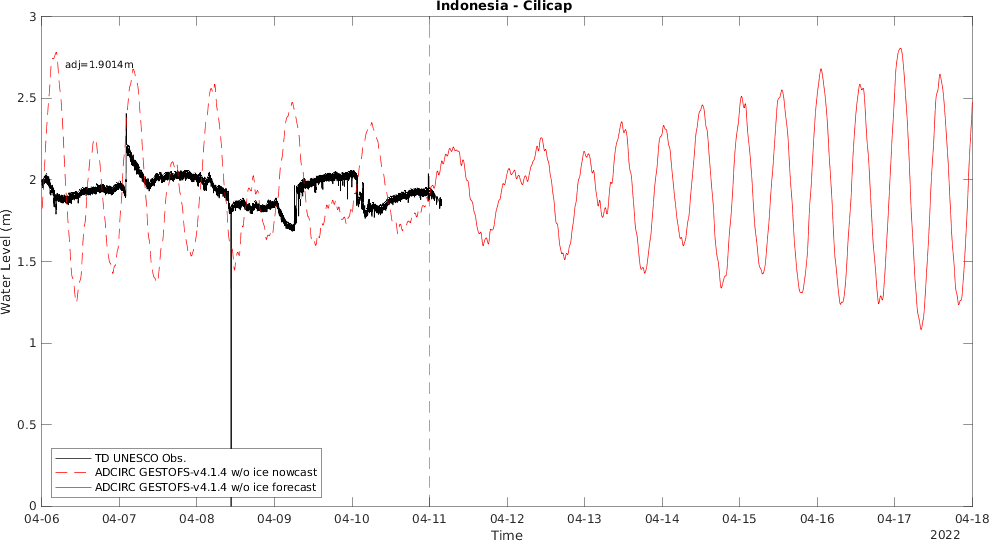 Indonesia - Cilicap
3
2.5
2
1.5
1
0.5
0
Water Level (m)
adj=1.9014m
TD UNESCO Obs.
ADCIRC GESTOFS-v4.1.4 w/o ice nowcast
ADCIRC GESTOFS-v4.1.4 w/o ice forecast
04-06 04-07 04-08 04-09 04-10 04-11 04-12 04-13 04-14 04-15 04-16 04-17 04-18
Time
2022